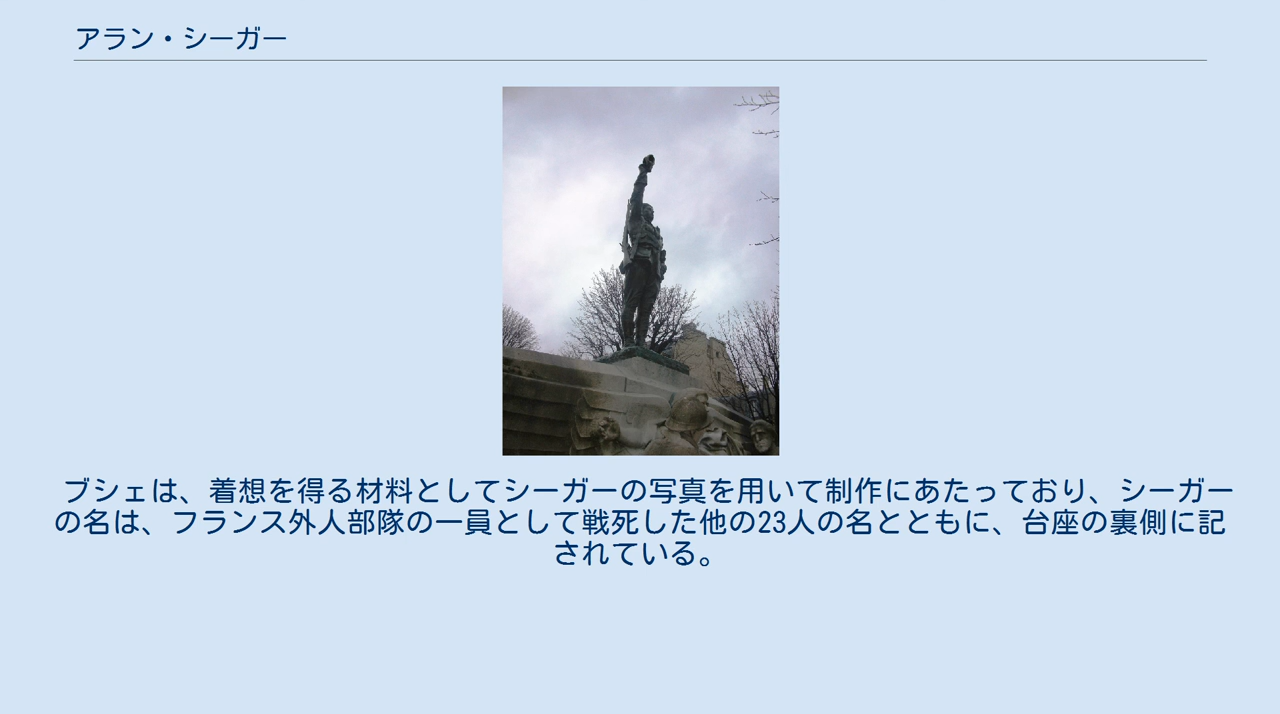 アラン・シーガー
ブシェは、着想を得る材料としてシーガーの写真を用いて制作にあたっており、シーガー
の名は、フランス外人部隊の一員として戦死した他の23人の名とともに、台座の裏側に記
されている。